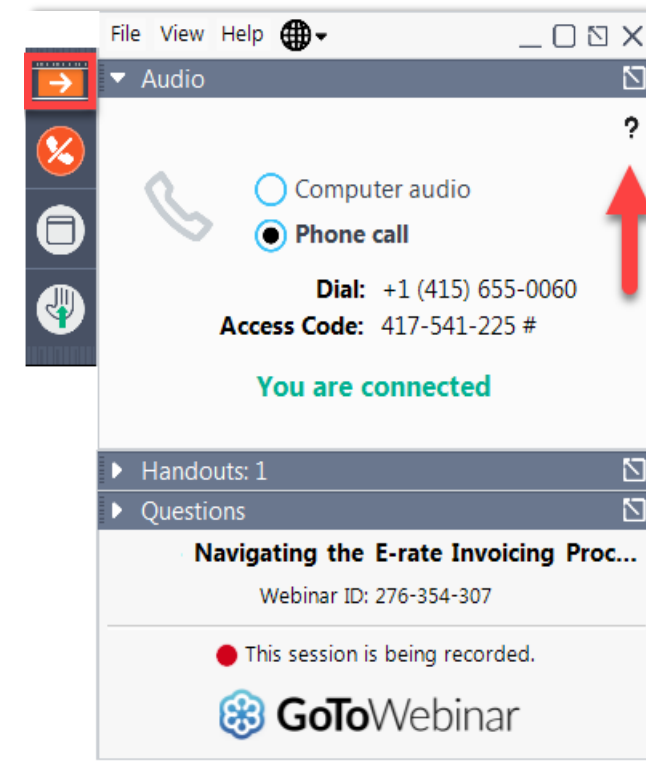 File View Help
Audio
?
Computer audio
Phone call
Dial: +1 (415) 655-0060
Access Code: 417-541-225 #
You are connected
Handouts: 1
Questions
Navigating the E-rate Invoicing Proc...
Webinar ID: 276-354-307
This session is being recorded.
GoToWebinar